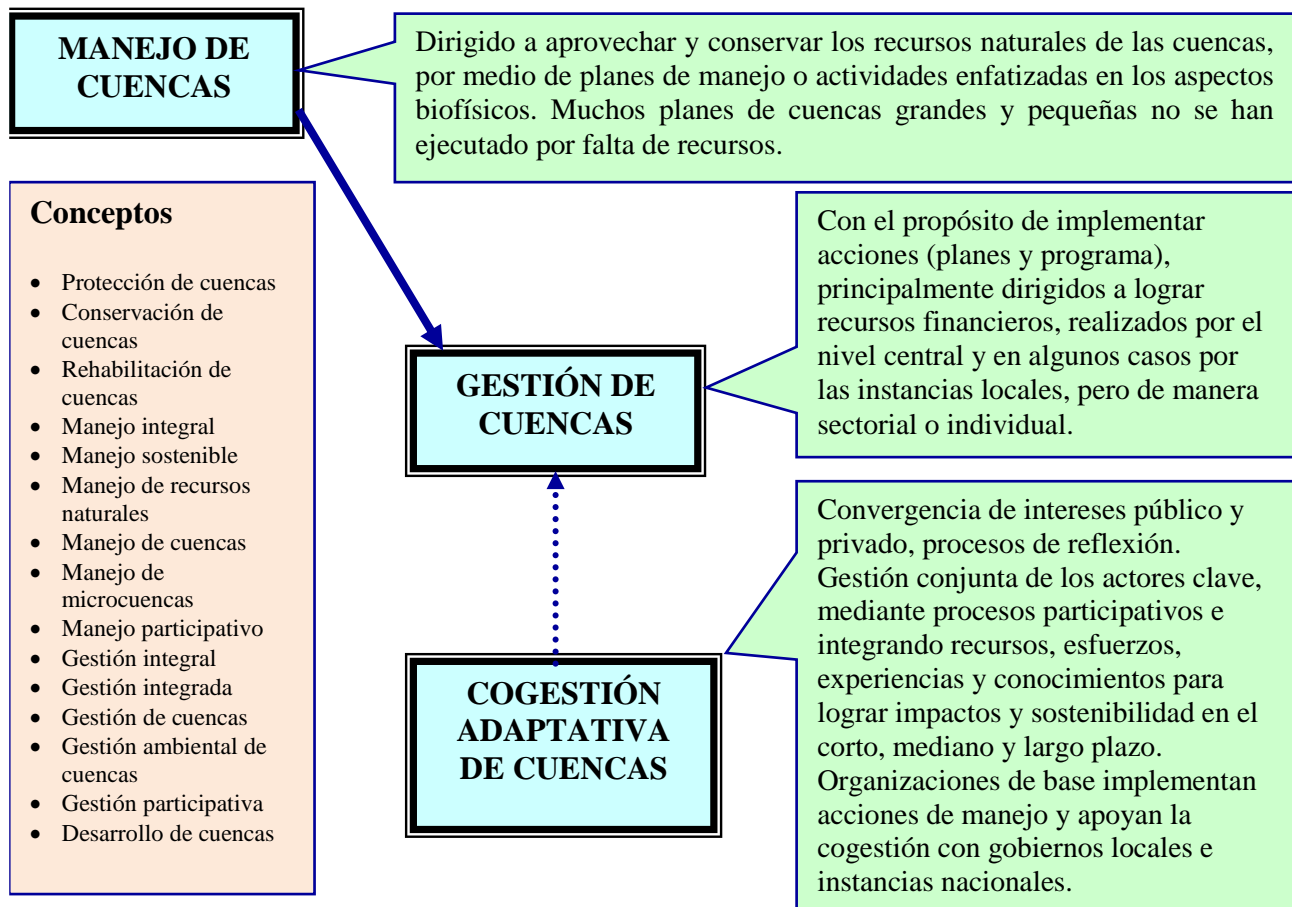 MANEJO DE
CUENCAS
Dirigido a aprovechar y conservar los recursos naturales de las cuencas,
por medio de planes de manejo o actividades enfatizadas en los aspectos
biofísicos. Muchos planes de cuencas grandes y pequeñas no se han
ejecutado por falta de recursos.
Conceptos
• Protección de cuencas
• Conservación de
cuencas
• Rehabilitación de
cuencas
• Manejo integral
• Manejo sostenible
• Manejo de recursos
naturales
• Manejo de cuencas
• Manejo de
microcuencas
• Manejo participativo
• Gestión integral
• Gestión integrada
• Gestión de cuencas
• Gestión ambiental de
cuencas
• Gestión participativa
• Desarrollo de cuencas
GESTIÓN DE
CUENCAS
Con el propósito de implementar
acciones (planes y programa),
principalmente dirigidos a lograr
recursos financieros, realizados por el
nivel central y en algunos casos por
las instancias locales, pero de manera
sectorial o individual.
COGESTIÓN
ADAPTATIVA
DE CUENCAS
Convergencia de intereses público y
privado, procesos de reflexión.
Gestión conjunta de los actores clave,
mediante procesos participativos e
integrando recursos, esfuerzos,
experiencias y conocimientos para
lograr impactos y sostenibilidad en el
corto, mediano y largo plazo.
Organizaciones de base implementan
acciones de manejo y apoyan la
cogestión con gobiernos locales e
instancias nacionales.